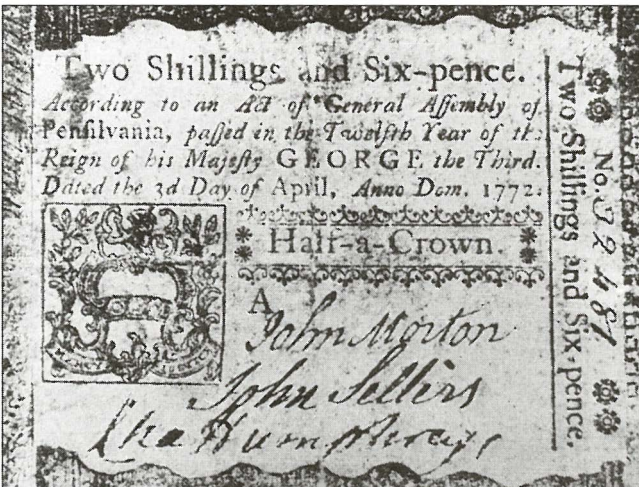 Two Shillings and Six-pence.
According to an Act of General Assembly of
Pensilvania, passed in the Twelfth Year of the
Reign of his Majesty GEORGE the Third.
Dated the 3d Day of April, Anno Dom. 1772.
Half-a-Crown.
A
John Morton
John Sellers
Cha Humphreys
Two Shillings and Six-pence.
No. 52481